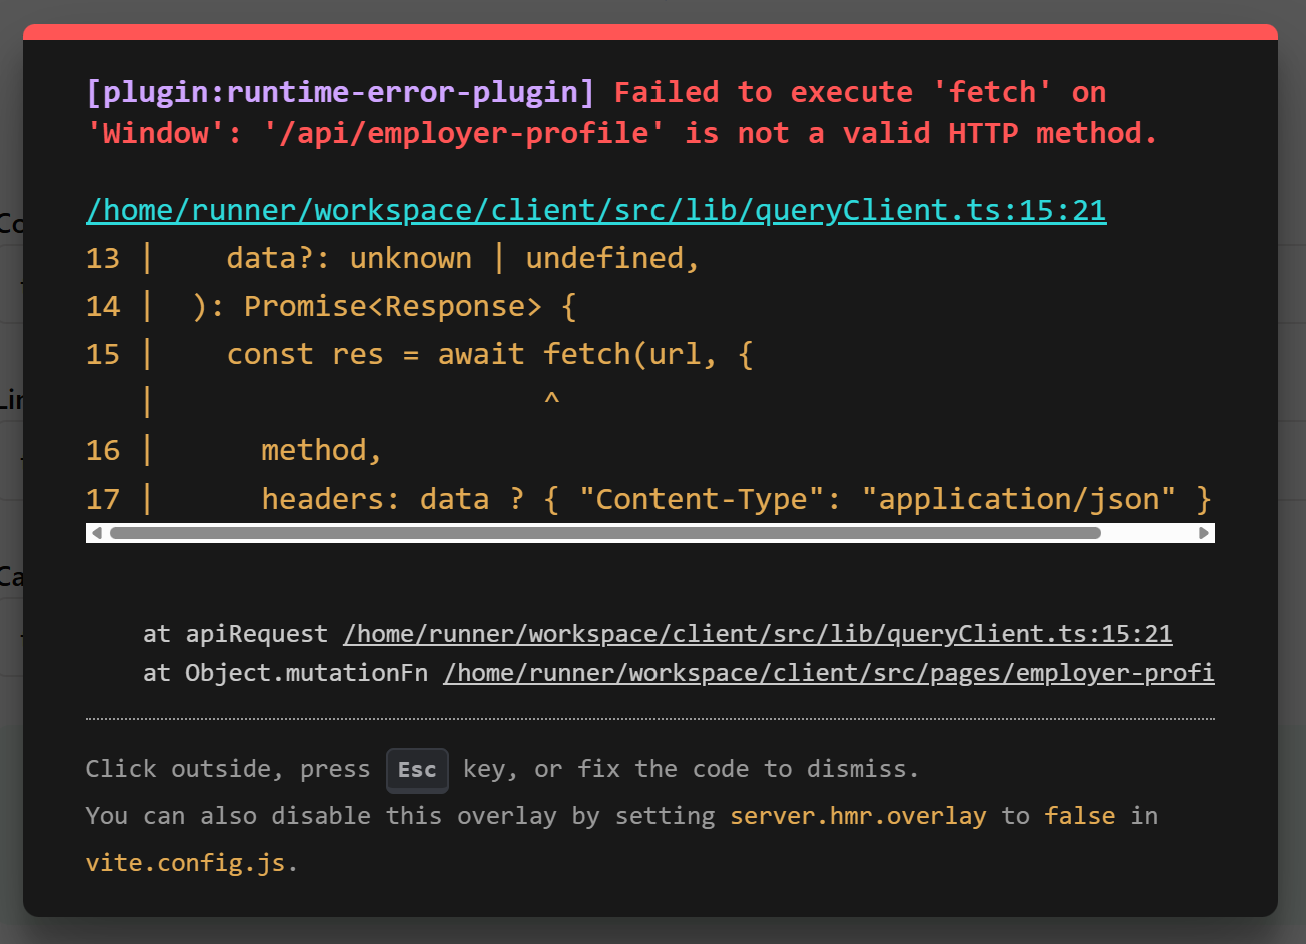 [plugin:runtime-error-plugin] Failed to execute 'fetch' on
'Window': '/api/employer-profile' is not a valid HTTP method.
/home/runner/workspace/client/src/lib/queryClient.ts:15:21
13 |    data?: unknown | undefined,
14 |  ): Promise<Response> {
15 |    const res = await fetch(url, {
   |                      ^
16 |      method,
17 |      headers: data ? { "Content-Type": "application/json" }
at apiRequest /home/runner/workspace/client/src/lib/queryClient.ts:15:21
at Object.mutationFn /home/runner/workspace/client/src/pages/employer-profi
Click outside, press Esc key, or fix the code to dismiss.
You can also disable this overlay by setting server.hmr.overlay to false in
vite.config.js.